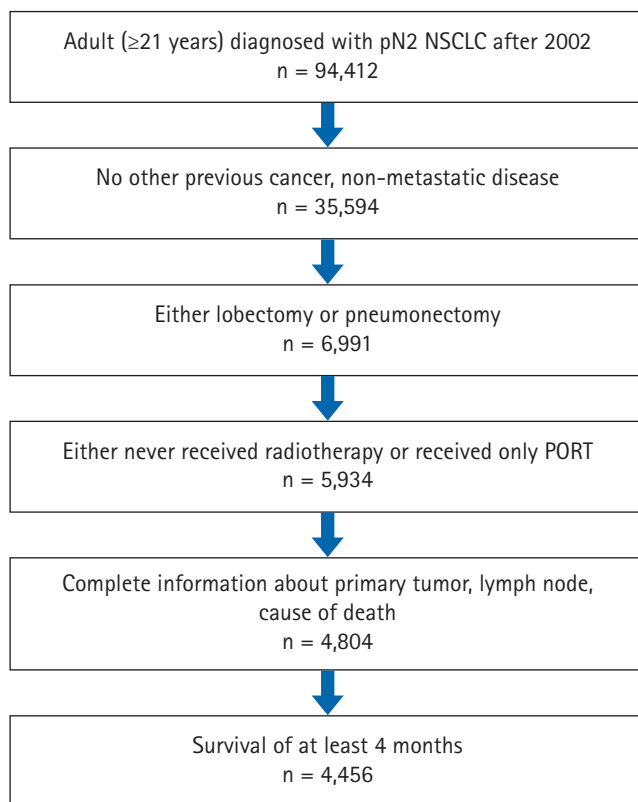 Adult (≥21 years) diagnosed with pN2 NSCLC after 2002
n = 94,412
No other previous cancer, non-metastatic disease
n = 35,594
Either lobectomy or pneumonectomy
n = 6,991
Either never received radiotherapy or received only PORT
n = 5,934
Complete information about primary tumor, lymph node,
cause of death
n = 4,804
Survival of at least 4 months
n = 4,456